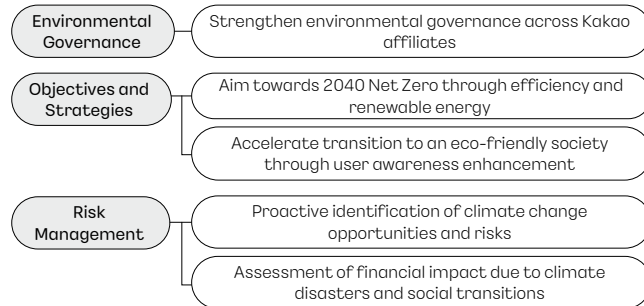 Environmental
Governance
Strengthen environmental governance across Kakao
affiliates
Objectives and
Strategies
Aim towards 2040 Net Zero through efficiency and
renewable energy
Accelerate transition to an eco-friendly society
through user awareness enhancement
Risk
Management
Proactive identification of climate change
opportunities and risks
Assessment of financial impact due to climate
disasters and social transitions